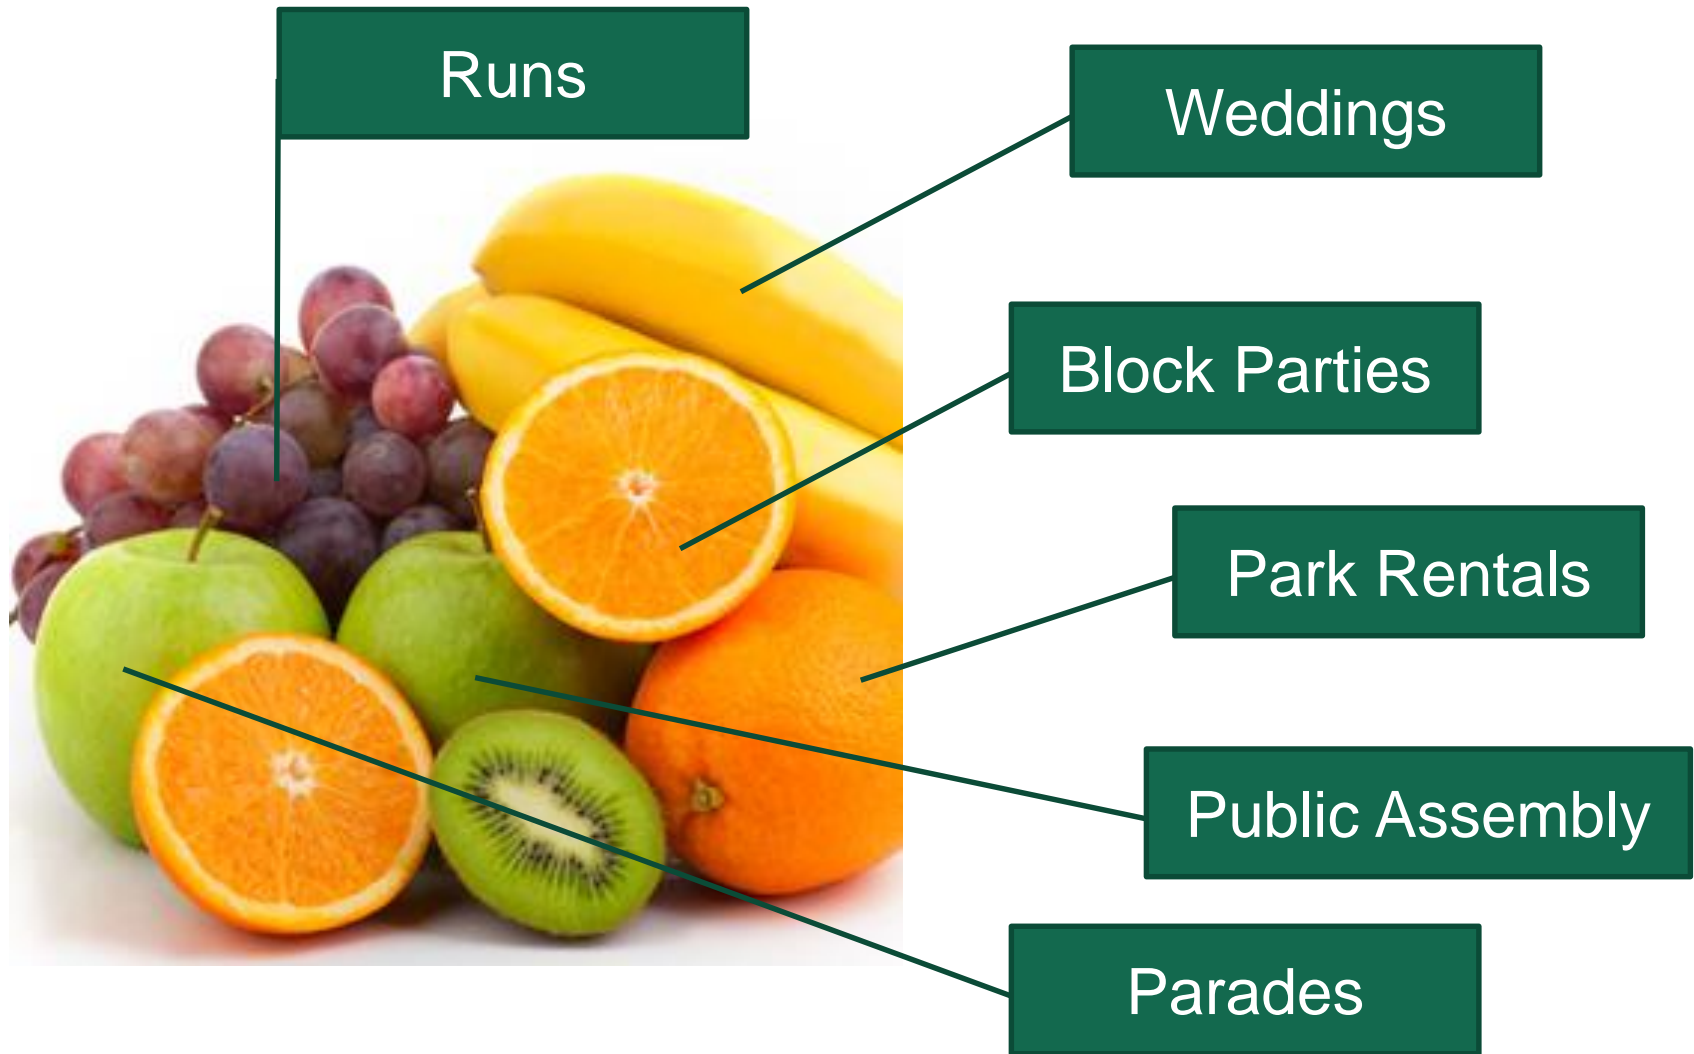 Runs
Weddings
Block Parties
Park Rentals
Public Assembly
Parades